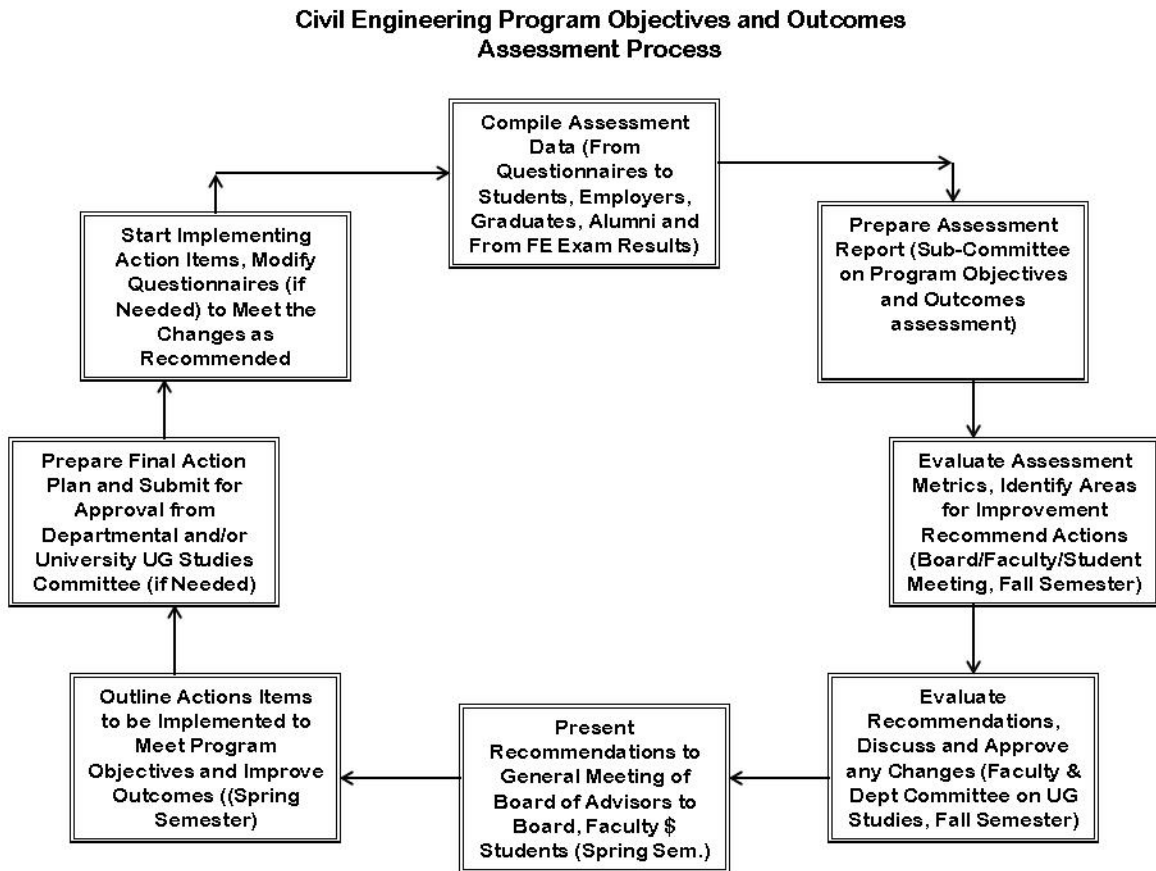 Civil Engineering Program Objectives and Outcomes
Assessment Process
Compile Assessment
Data (From
Questionnaires to
Students, Employers,
Graduates, Alumni and
From FE Exam Results)
Prepare Assessment
Report (Sub-Committee
on Program Objectives
and Outcomes
assessment)
Evaluate Assessment
Metrics, Identify Areas
for Improvement
Recommend Actions
(Board/Faculty/Student
Meeting, Fall Semester)
Evaluate
Recommendations,
Discuss and Approve
any Changes (Faculty &
Dept Committee on UG
Studies, Fall Semester)
Present
Recommendations to
General Meeting of
Board of Advisors to
Board, Faculty $
Students (Spring Sem.)
Outline Actions Items
to be Implemented to
Meet Program
Objectives and Improve
Outcomes ((Spring
Semester)
Prepare Final Action
Plan and Submit for
Approval from
Departmental and/or
University UG Studies
Committee (if Needed)
Start Implementing
Action Items, Modify
Questionnaires (if
Needed) to Meet the
Changes as
Recommended